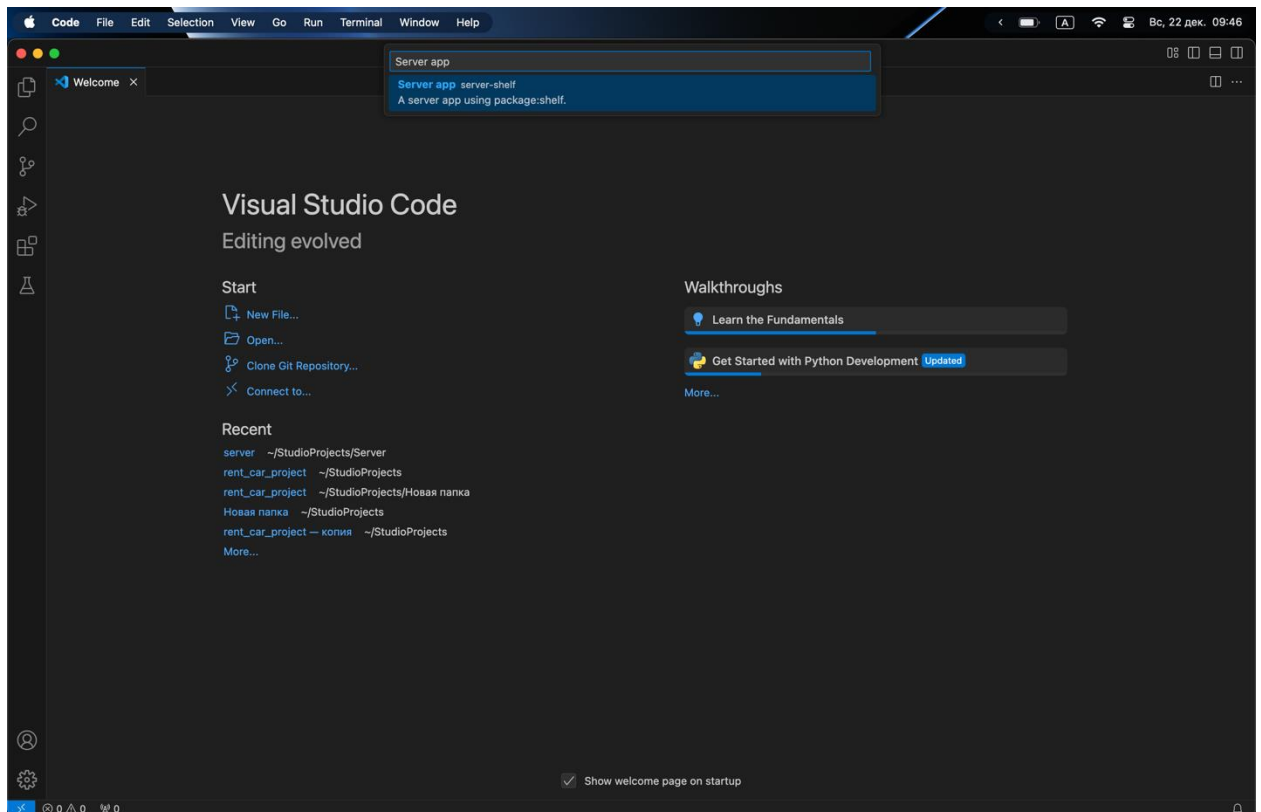 Code File Edit Selection View Go Run Terminal Window Help
A Вс, 22 дек. 09:46
Server app
Welcome
Server app server-shelf
A server app using package:shelf.
Visual Studio Code
Editing evolved
Start
New File...
Open...
Clone Git Repository...
Connect to...
Recent
server ~/StudioProjects/Server
rent_car_project ~/StudioProjects
rent_car_project ~/StudioProjects/Новая папка
Новая папка ~/StudioProjects
rent_car_project — копия ~/StudioProjects
More...
Walkthroughs
Learn the Fundamentals
Get Started with Python Development Updated
More...
Show welcome page on startup
0 0 0